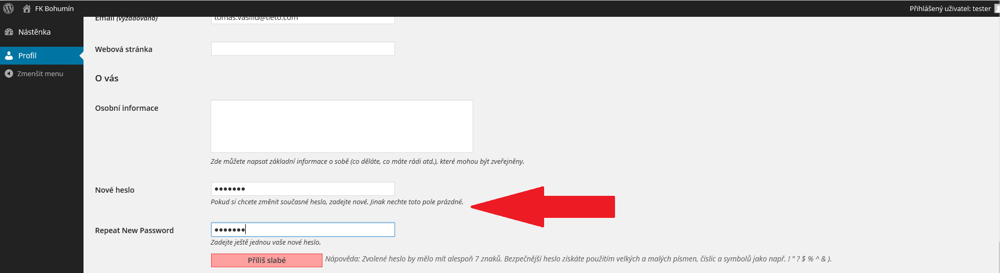 FK Bohumín
Přihlášený uživatel: tester
Nástěnka
Profil
Zmenšit menu
Email (vyžadováno)
tomas.vasiliu@tieto.com
Webová stránka
O vás
Osobní informace
Zde můžete napsat základní informace o sobě (co děláte, co máte rádi atd.), které mohou být zveřejněny.
Nové heslo
•••••••
Pokud si chcete změnit současné heslo, zadejte nové. Jinak nechte toto pole prázdné.
Repeat New Password
•••••••
Zadejte ještě jednou vaše nové heslo.
Příliš slabé
Nápověda: Zvolené heslo by mělo mít alespoň 7 znaků. Bezpečnější heslo získáte použitím velkých a malých písmen, číslic a symbolů jako např. ! " ? $ % ^ & ).